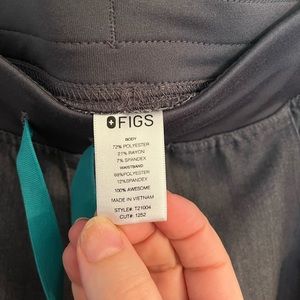 FIGS
BODY
72% POLYESTER
21% RAYON
7% SPANDEX
WAISTBAND
88% POLYESTER
12% SPANDEX
100% AWESOME
MADE IN VIETNAM
STYLE# T21004
CUT# 1252